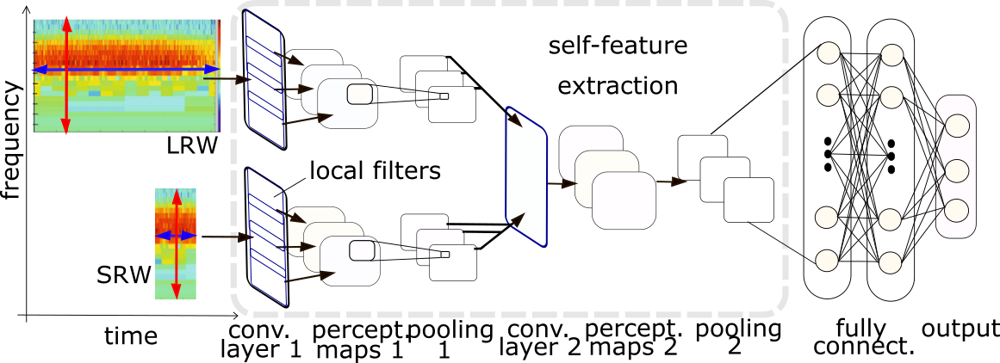 frequency
LRW
SRW
time
local filters
self-feature
extraction
conv.
layer 1
percept.
maps 1
pooling
1
conv.
layer 2
percept.
maps 2
pooling
2
fully
connect.
output